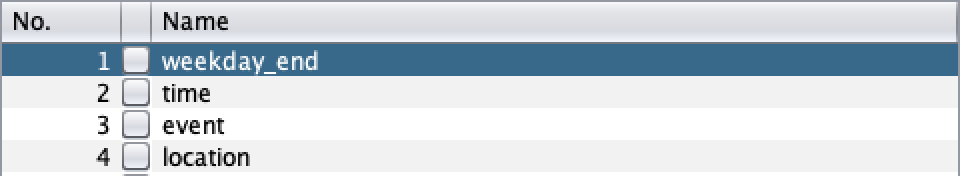 No. Name
1 weekday_end
2 time
3 event
4 location